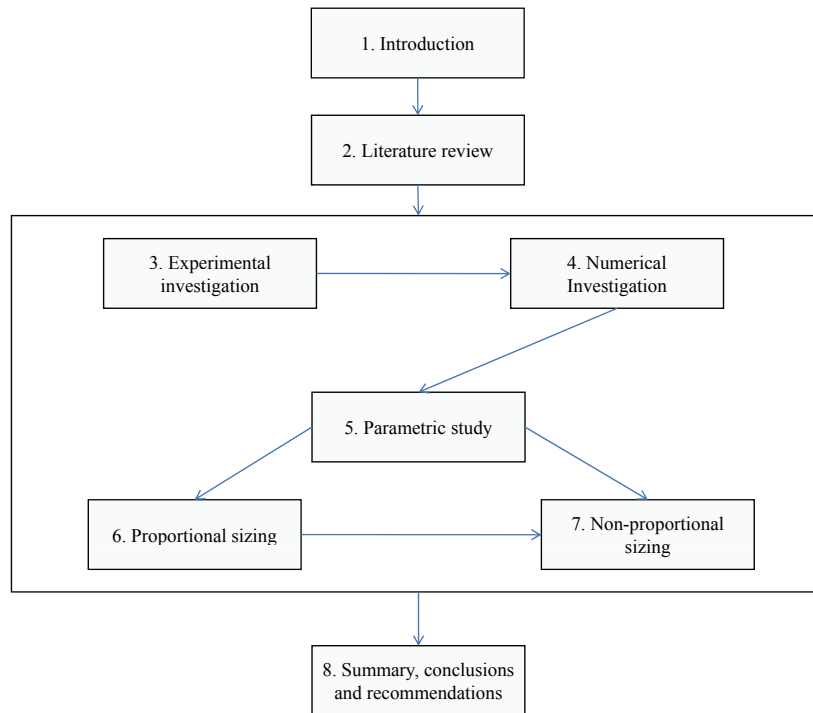 1. Introduction
2. Literature review
3. Experimental
investigation
4. Numerical
Investigation
5. Parametric study
6. Proportional sizing
7. Non-proportional
sizing
8. Summary, conclusions
and recommendations